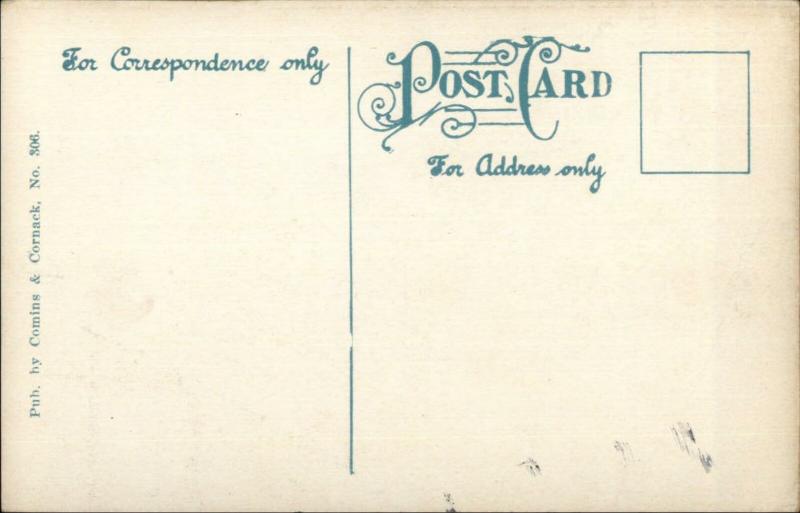 For Correspondence only
POST CARD
For Address only
Pub. by Comins & Cornack, No. 306.